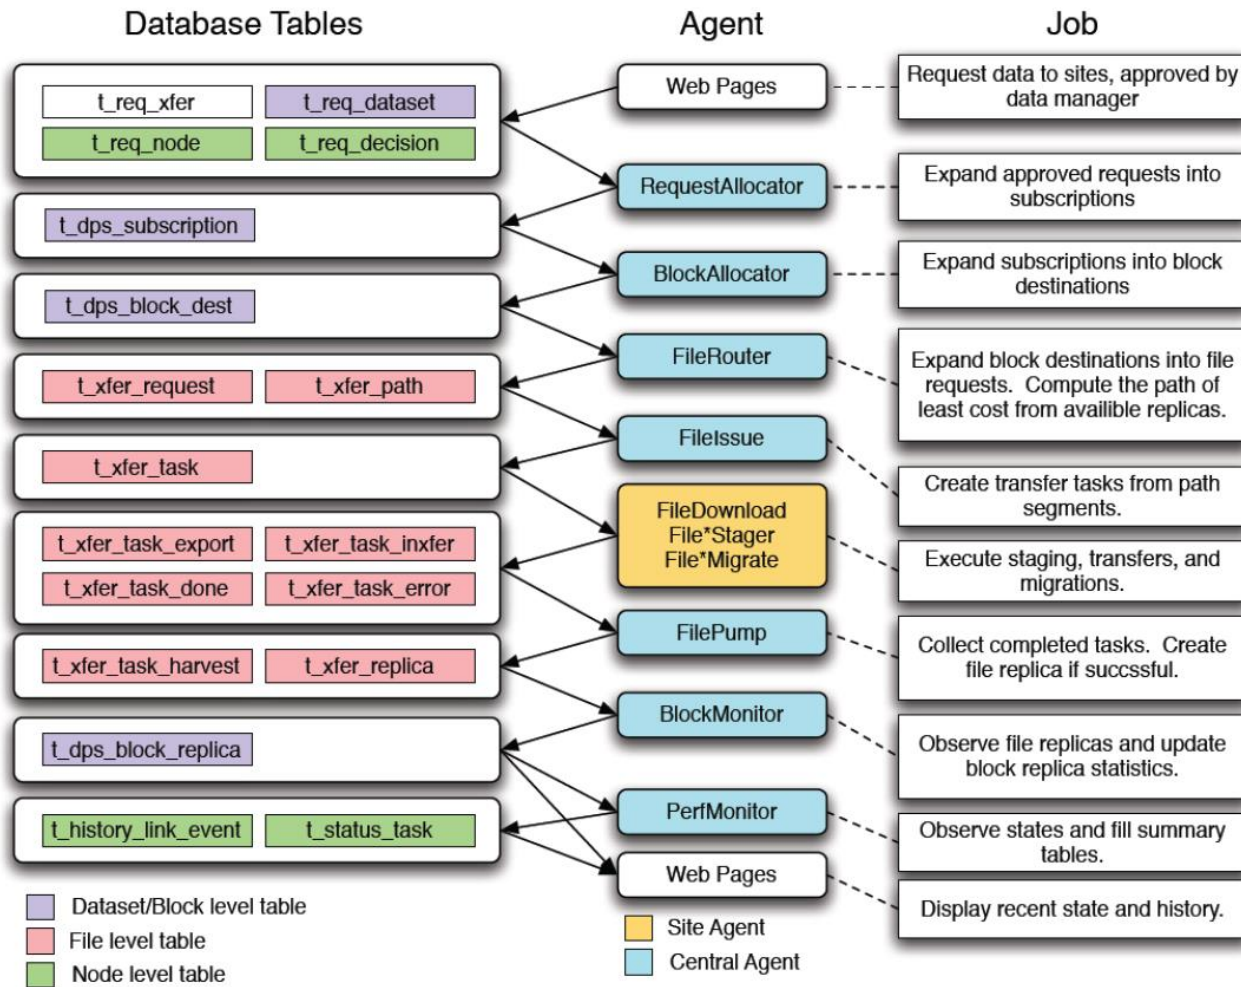 Database Tables
Agent
Job
t_req_xfer
t_req_dataset
t_req_node
t_req_decision
Web Pages
Request data to sites, approved by
data manager
RequestAllocator
Expand approved requests into
subscriptions
t_dps_subscription
BlockAllocator
Expand subscriptions into block
destinations
t_dps_block_dest
FileRouter
Expand block destinations into file
requests. Compute the path of
least cost from availible replicas.
t_xfer_request
t_xfer_path
FileIssue
Create transfer tasks from path
segments.
t_xfer_task
FileDownload
File*Stager
File*Migrate
Execute staging, transfers, and
migrations.
t_xfer_task_export
t_xfer_task_inxfer
t_xfer_task_done
t_xfer_task_error
FilePump
Collect completed tasks. Create
file replica if succssful.
t_xfer_task_harvest
t_xfer_replica
BlockMonitor
Observe file replicas and update
block replica statistics.
t_dps_block_replica
PerfMonitor
Observe states and fill summary
tables.
t_history_link_event
t_status_task
Web Pages
Display recent state and history.
Dataset/Block level table
File level table
Node level table
Site Agent
Central Agent